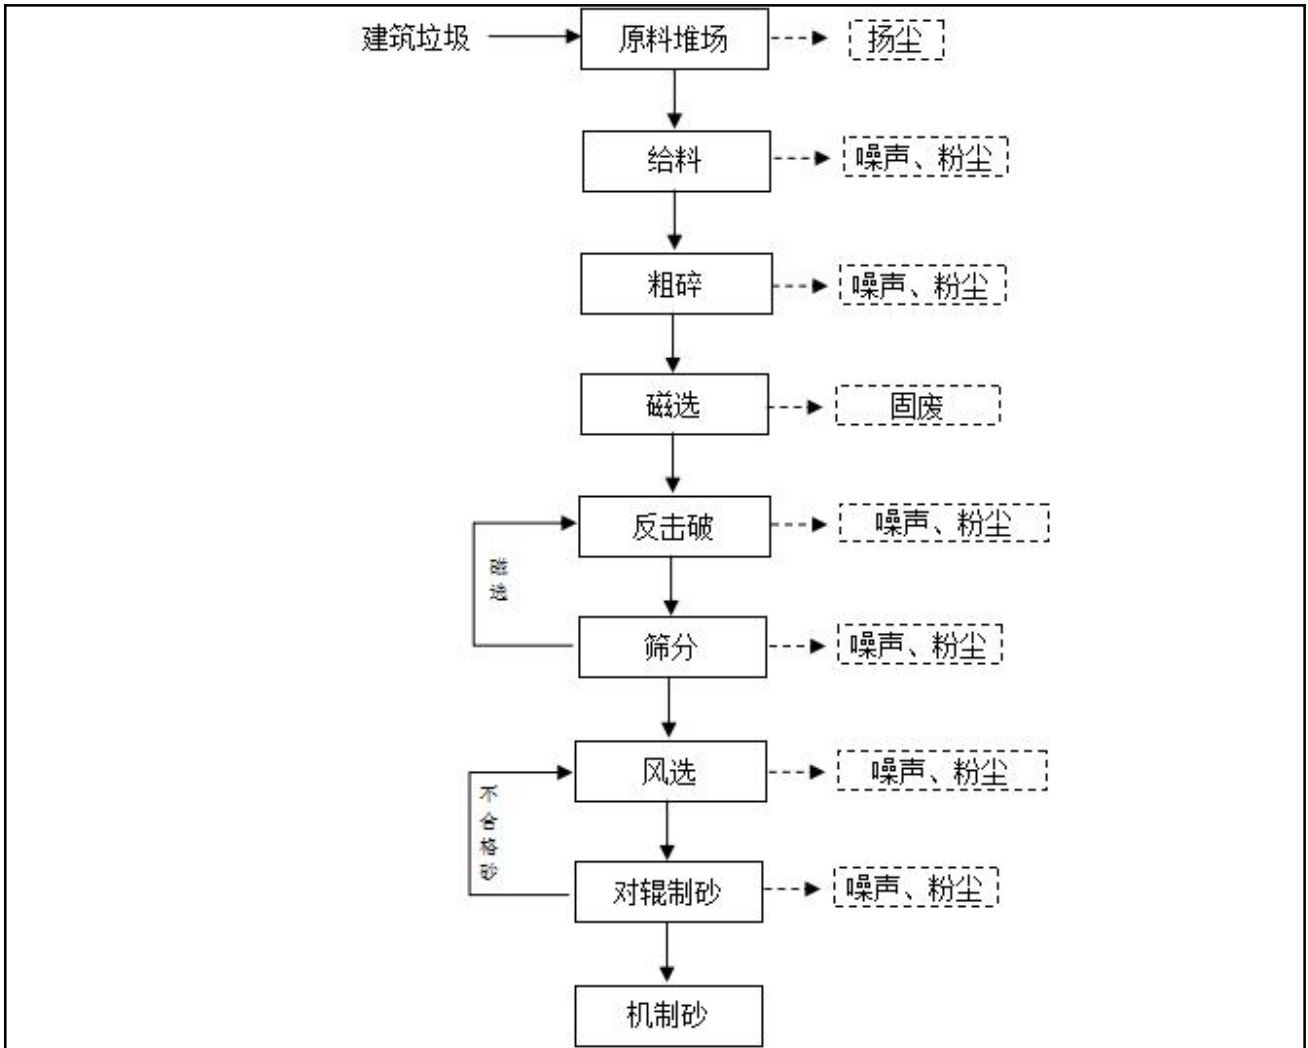 建筑垃圾
原料堆场
扬尘
给料
噪声、粉尘
粗碎
噪声、粉尘
磁选
固废
反击破
噪声、粉尘
磁选
筛分
噪声、粉尘
风选
噪声、粉尘
不合格砂
对辊制砂
噪声、粉尘
机制砂